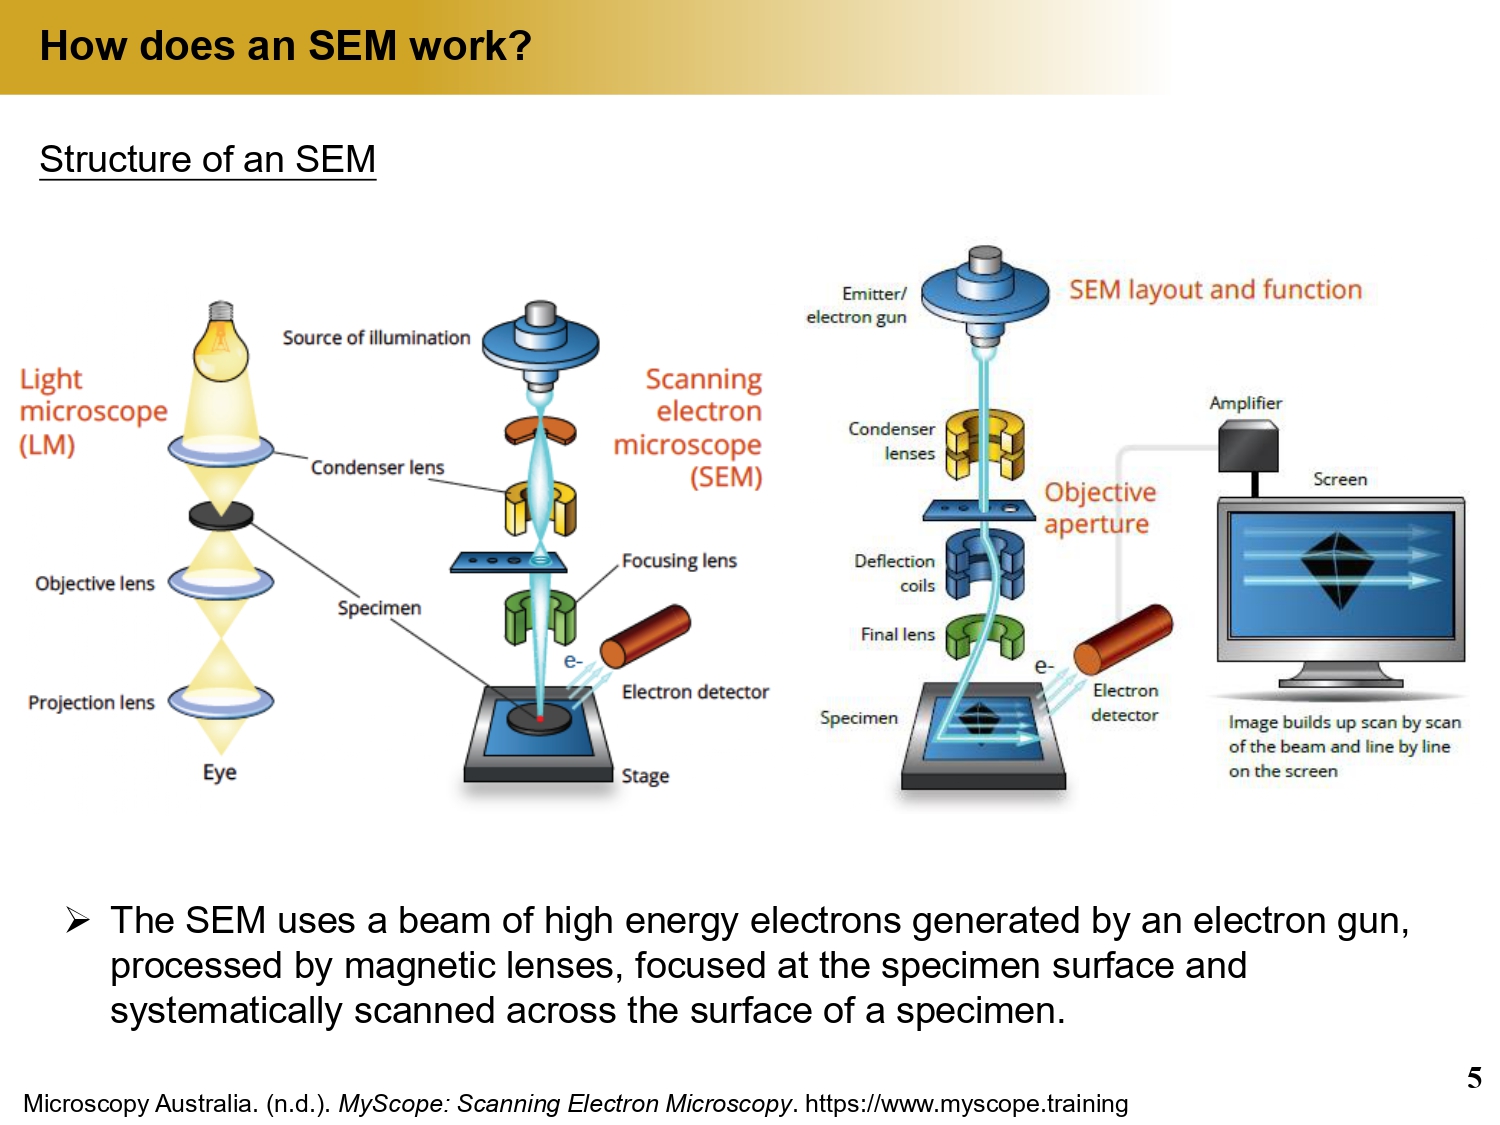 How does an SEM work?
Structure of an SEM
Light
microscope
(LM)
Source of illumination
Condenser lens
Objective lens
Specimen
Projection lens
Eye
Scanning
electron
microscope
(SEM)
Focusing lens
e-
Electron detector
Stage
SEM layout and function
Emitter/
electron gun
Condenser
lenses
Objective
aperture
Deflection
coils
Final lens
e-
Specimen
Electron
detector
Amplifier
Screen
Image builds up scan by scan
of the beam and line by line
on the screen
➢ The SEM uses a beam of high energy electrons generated by an electron gun,
processed by magnetic lenses, focused at the specimen surface and
systematically scanned across the surface of a specimen.
5
Microscopy Australia. (n.d.). MyScope: Scanning Electron Microscopy. https://www.myscope.training